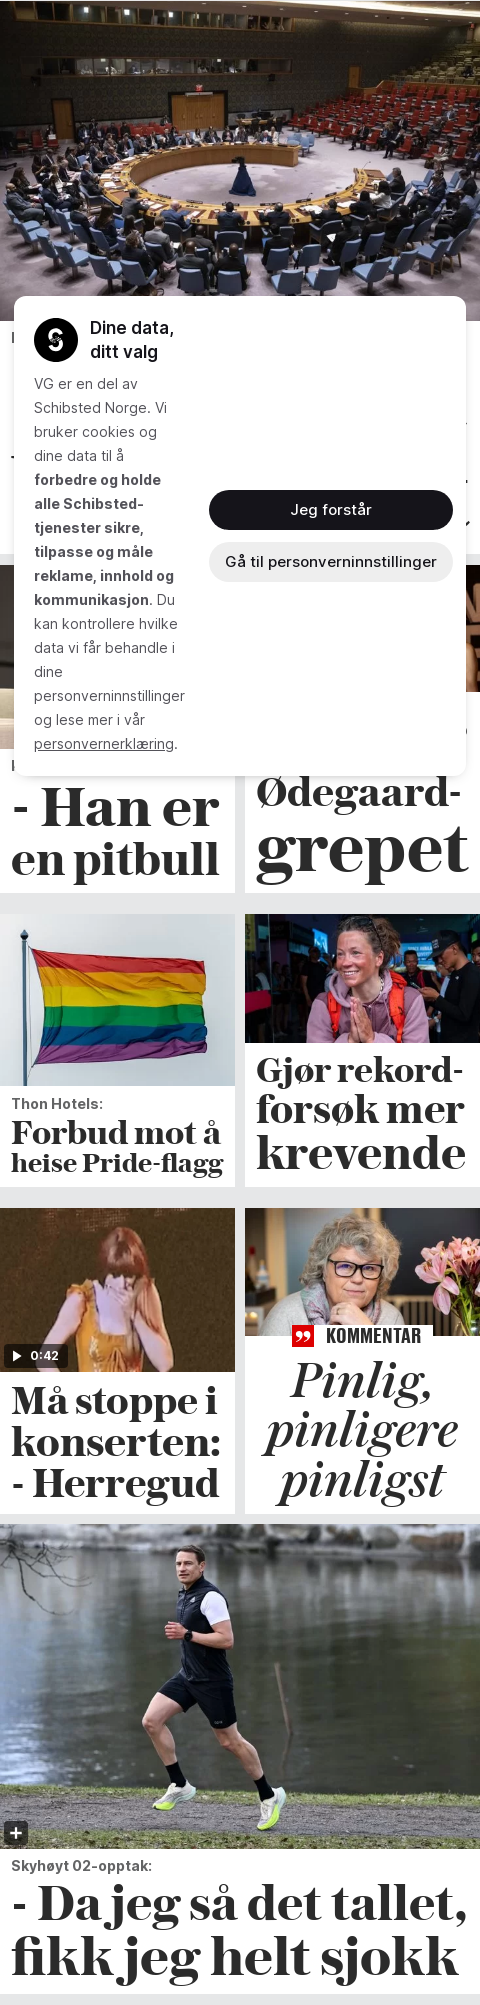 Dine data,
ditt valg
VG er en del av
Schibsted Norge. Vi
bruker cookies og
dine data til å
forbedre og holde
alle Schibsted-
tjenester sikre,
tilpasse og måle
reklame, innhold og
kommunikasjon. Du
kan kontrollere hvilke
data vi får behandle i
dine
personverninnstillinger
og lese mer i vår
personvernerklæring.
Jeg forstår
Gå til personverninnstillinger
- Han er
en pitbull
Ødegaard-
grepet
Thon Hotels:
Forbud mot å
heise Pride-flagg
Gjør rekord-
forsøk mer
krevende
0:42
Må stoppe i
konserten:
- Herregud
KOMMENTAR
Pinlig,
pinligere
pinligst
Skyhøyt O2-opptak:
- Da jeg så det tallet,
fikk jeg helt sjokk